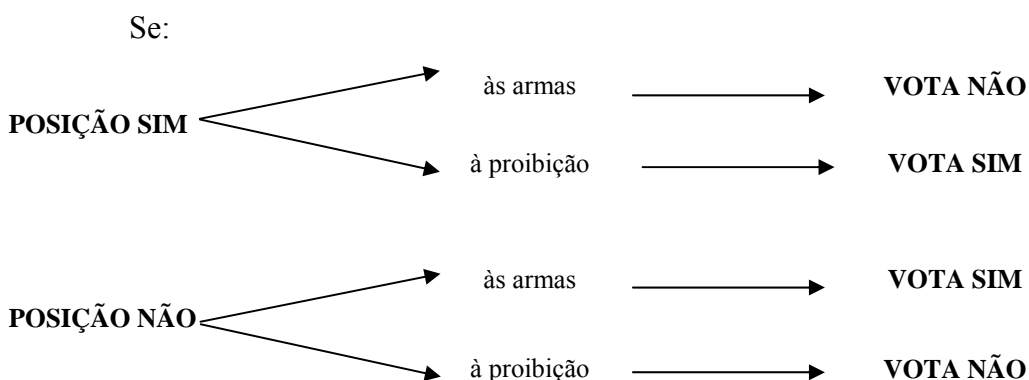 Se:
às armas VOTA NÃO
POSIÇÃO SIM
à proibição VOTA SIM
às armas VOTA SIM
POSIÇÃO NÃO
à proibição VOTA NÃO